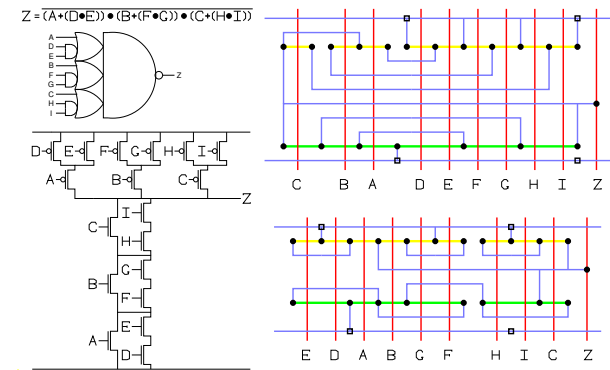 Z = (A+(D•E)) • (B+(F•G)) • (C+(H•I))
A
D
E
B
F
G
C
H
I
Z
D E F G H I
A B C
Z
I
C
H
G
B
F
E
A
D
C B A D E F G H I Z
E D A B G F H I C Z